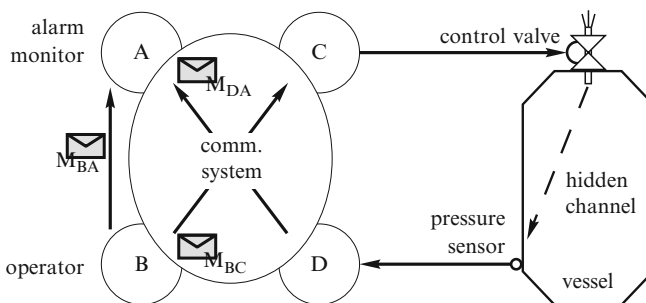 alarm
monitor
A
C
control valve
M_DA
M_BA
comm.
system
hidden
channel
pressure
sensor
operator
B
M_BC
D
vessel